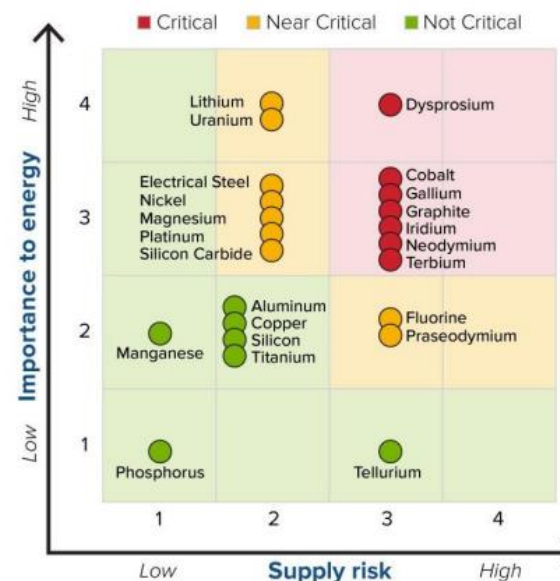 Critical Near Critical Not Critical
High
Importance to energy
Low
4
3
2
1
Lithium
Uranium
Dysprosium
Electrical Steel
Nickel
Magnesium
Platinum
Silicon Carbide
Cobalt
Gallium
Graphite
Iridium
Neodymium
Terbium
Manganese
Aluminum
Copper
Silicon
Titanium
Fluorine
Praseodymium
Phosphorus
Tellurium
1 2 3 4
Low Supply risk High